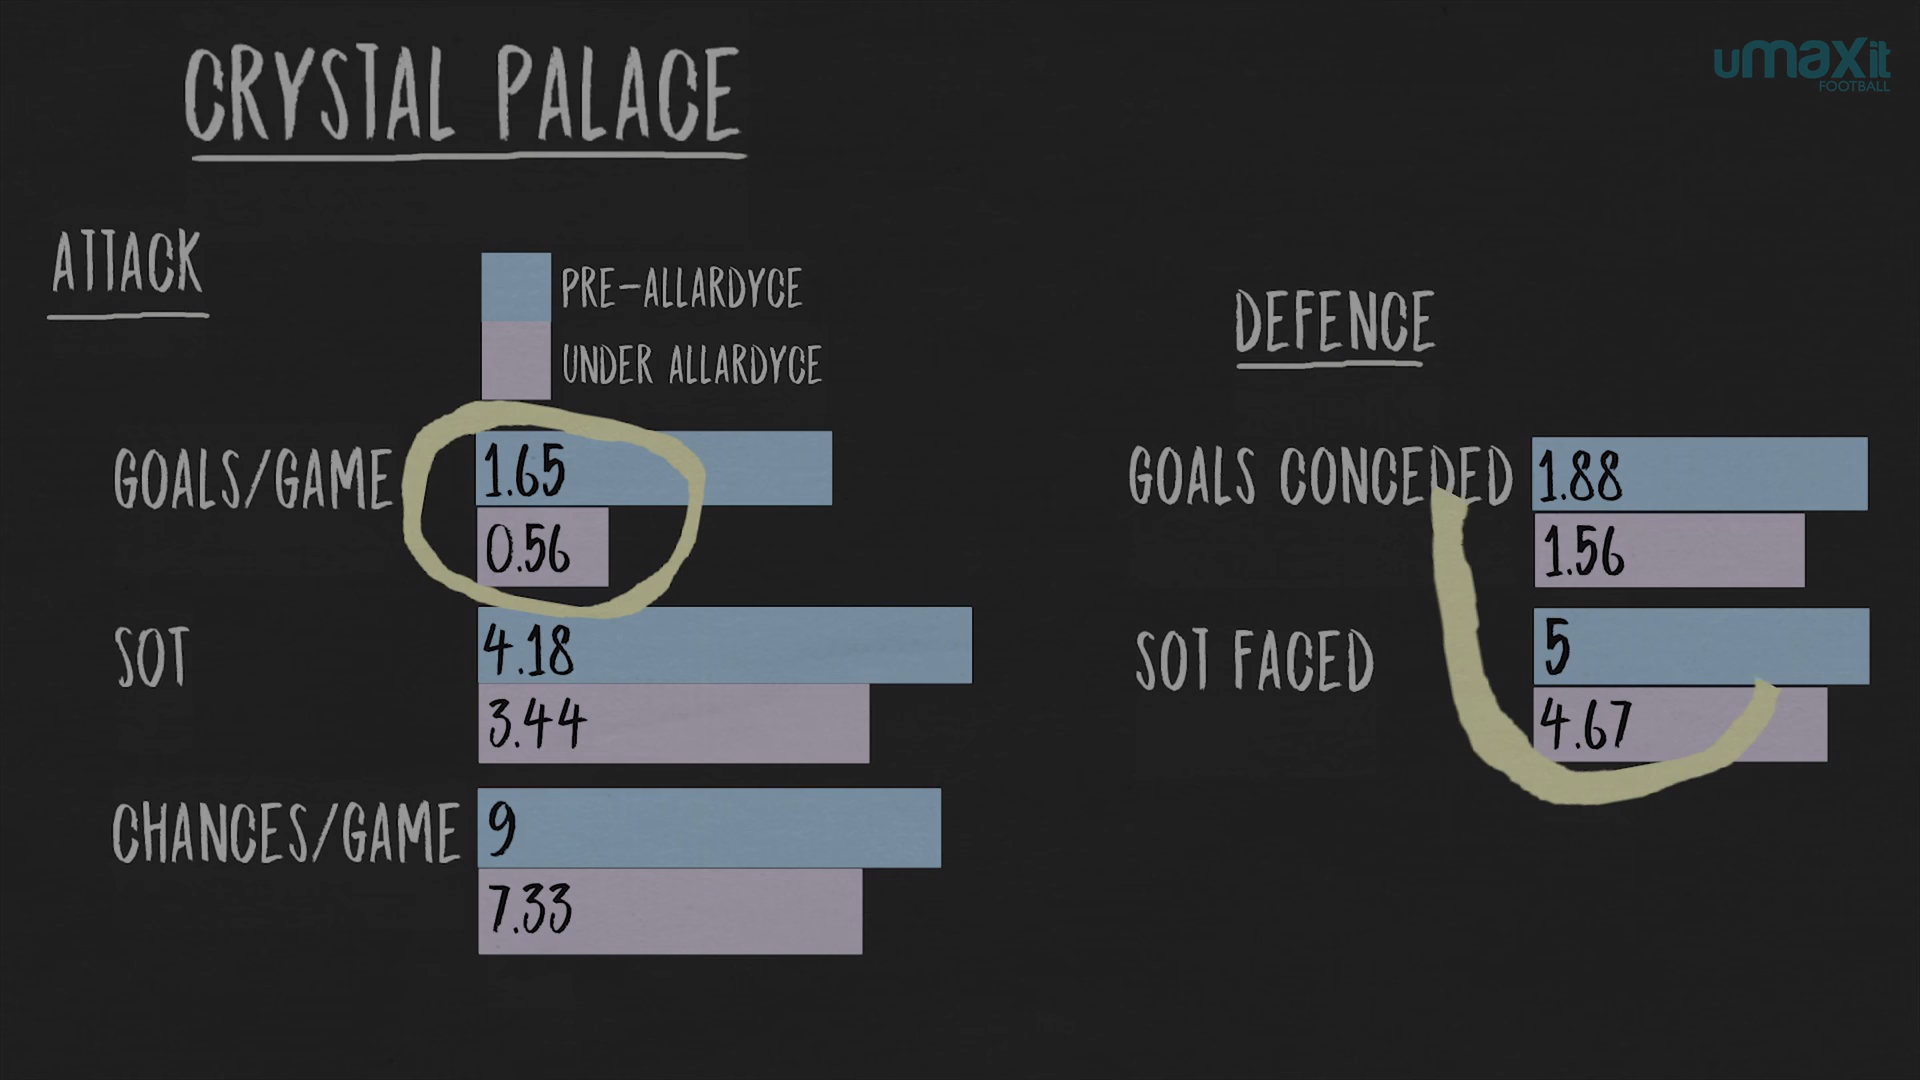 CRYSTAL PALACE
umaxit
FOOTBALL
ATTACK
PRE-ALLARDYCE
UNDER ALLARDYCE
GOALS/GAME
1.65
0.56
SOT
4.18
3.44
CHANCES/GAME
9
7.33
DEFENCE
GOALS CONCEDED
1.88
1.56
SOT FACED
5
4.67